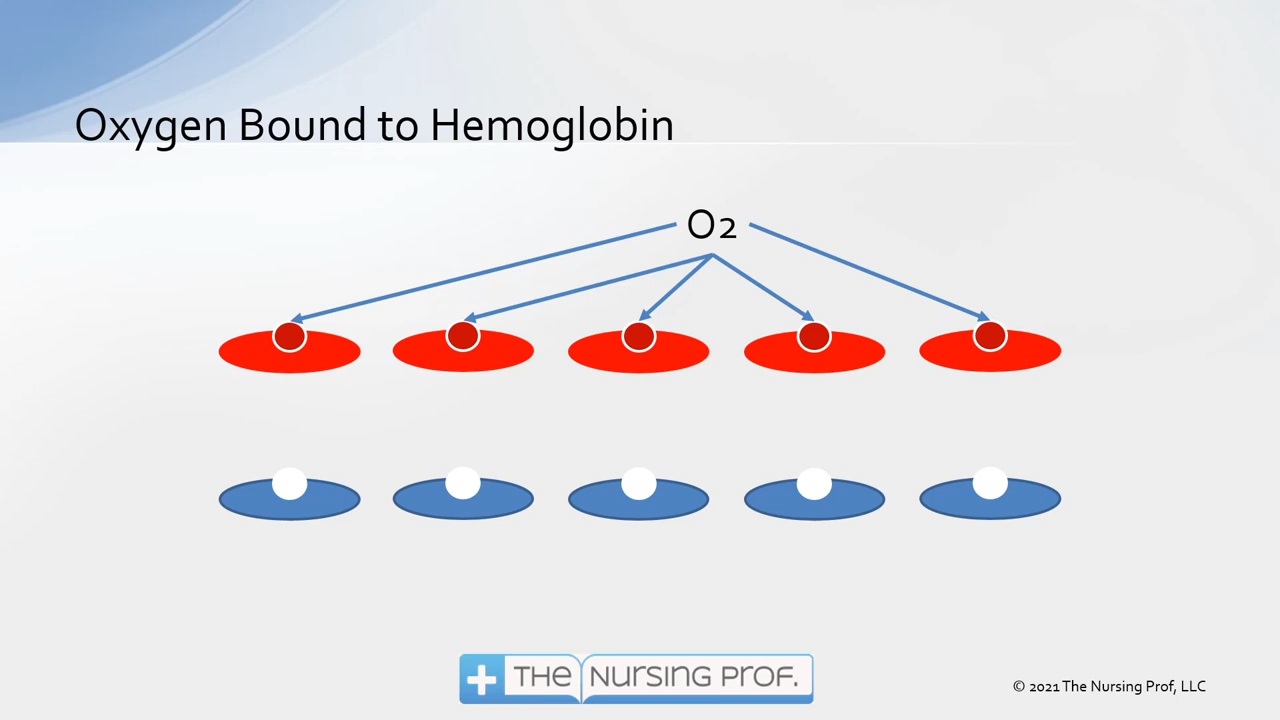 Oxygen Bound to Hemoglobin
O2
THE NURSING PROF.
© 2021 The Nursing Prof, LLC